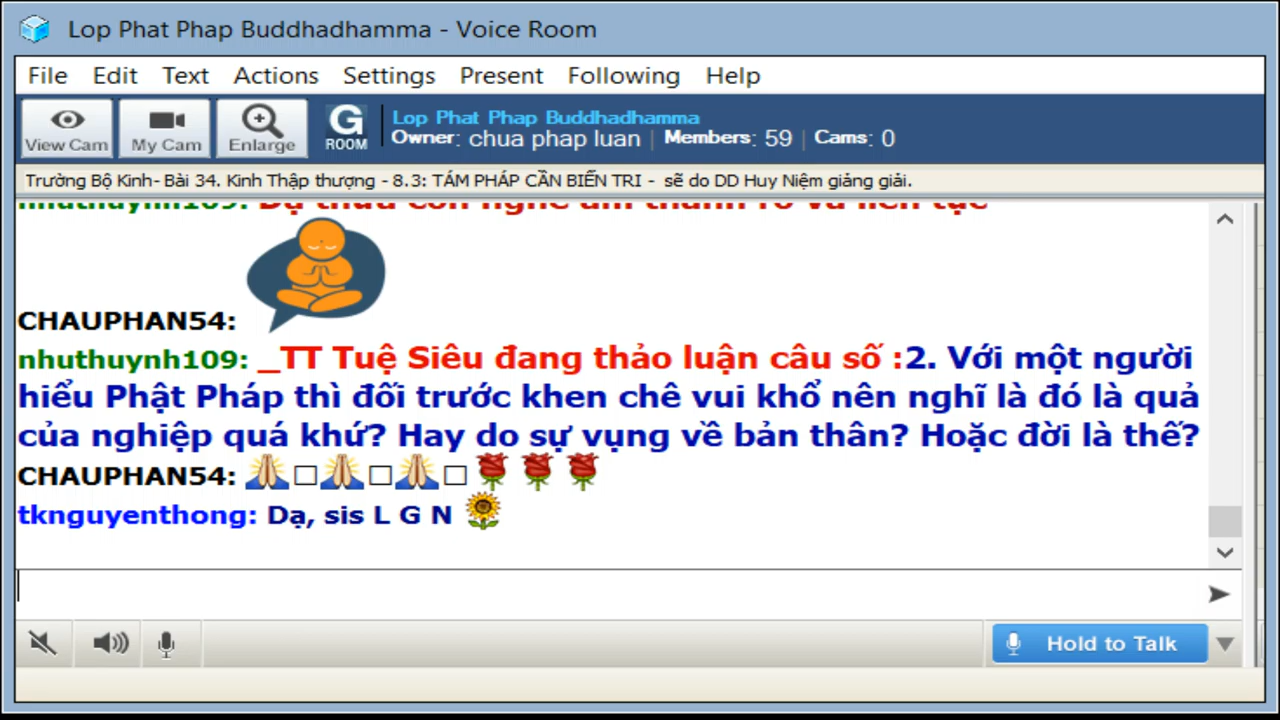 Lop Phat Phap Buddhadhamma - Voice Room
File Edit Text Actions Settings Present Following Help
View Cam My Cam Enlarge G ROOM
Lop Phat Phap Buddhadhamma
Owner: chua phap luan | Members: 59 | Cams: 0
Trường Bộ Kinh- Bài 34. Kinh Thập thượng - 8.3: TÁM PHÁP CẦN BIẾN TRI - sẽ do DD Huy Niệm giảng giải.
nhuthuynh109: Dạ thưa con nghe âm thanh rõ và liên tục
CHAUPHAN54:
nhuthuynh109: _TT Tuệ Siêu đang thảo luận câu số :2. Với một người
hiểu Phật Pháp thì đối trước khen chê vui khổ nên nghĩ là đó là quả
của nghiệp quá khứ? Hay do sự vụng về bản thân? Hoặc đời là thế?
CHAUPHAN54:
tknguyenthong: Dạ, sis L G N
Hold to Talk